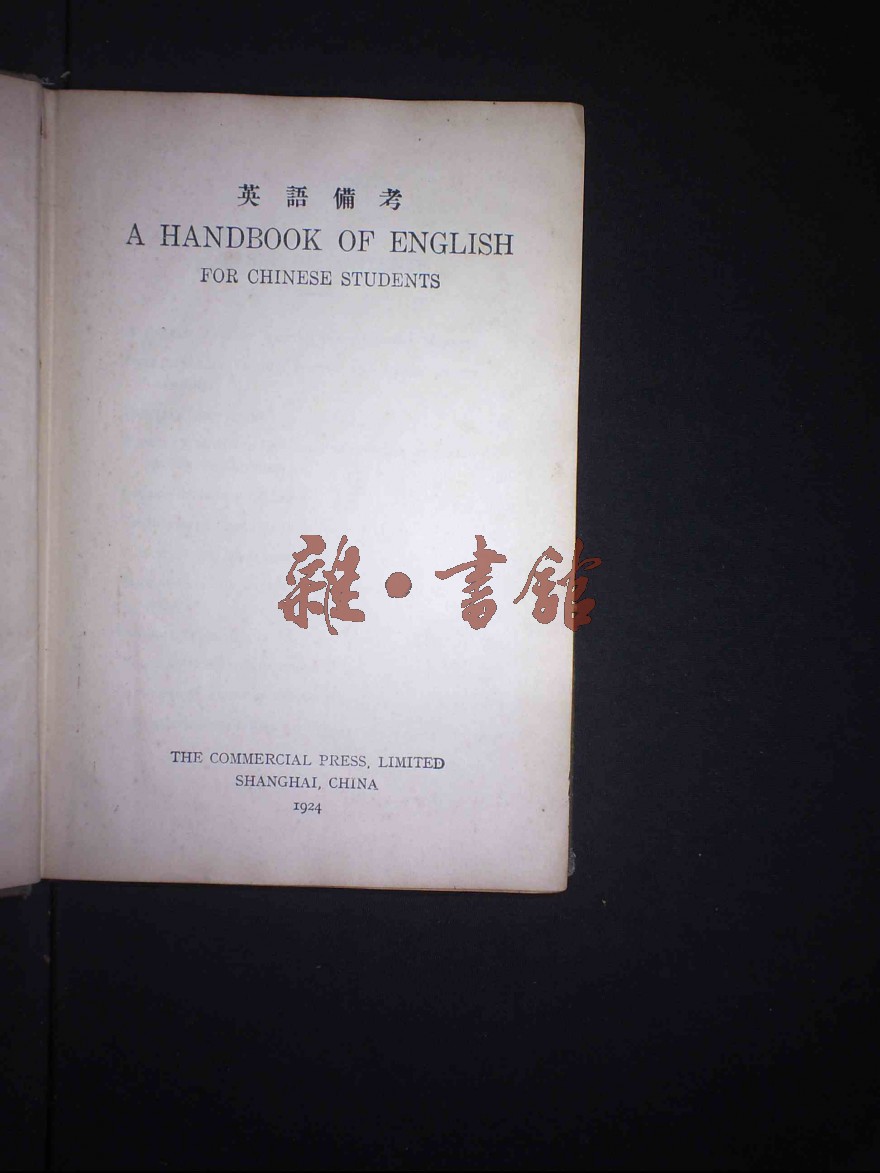 英語備考
A HANDBOOK OF ENGLISH
FOR CHINESE STUDENTS
雜·書館
THE COMMERCIAL PRESS, LIMITED
SHANGHAI, CHINA
1924